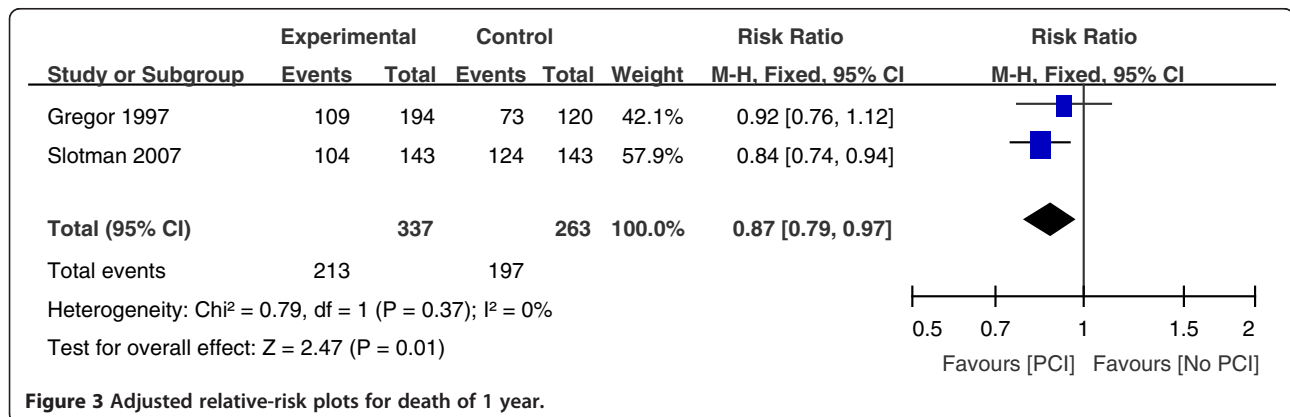 Experimental Control Risk Ratio Risk Ratio
Study or Subgroup Events Total Events Total Weight M-H, Fixed, 95% CI M-H, Fixed, 95% CI
Gregor 1997 109 194 73 120 42.1% 0.92 [0.76, 1.12]
Slotman 2007 104 143 124 143 57.9% 0.84 [0.74, 0.94]
Total (95% CI) 337 263 100.0% 0.87 [0.79, 0.97]
Total events 213 197
Heterogeneity: Chi² = 0.79, df = 1 (P = 0.37); I² = 0%
Test for overall effect: Z = 2.47 (P = 0.01)
0.5 0.7 1 1.5 2
Favours [PCI] Favours [No PCI]
Figure 3 Adjusted relative-risk plots for death of 1 year.